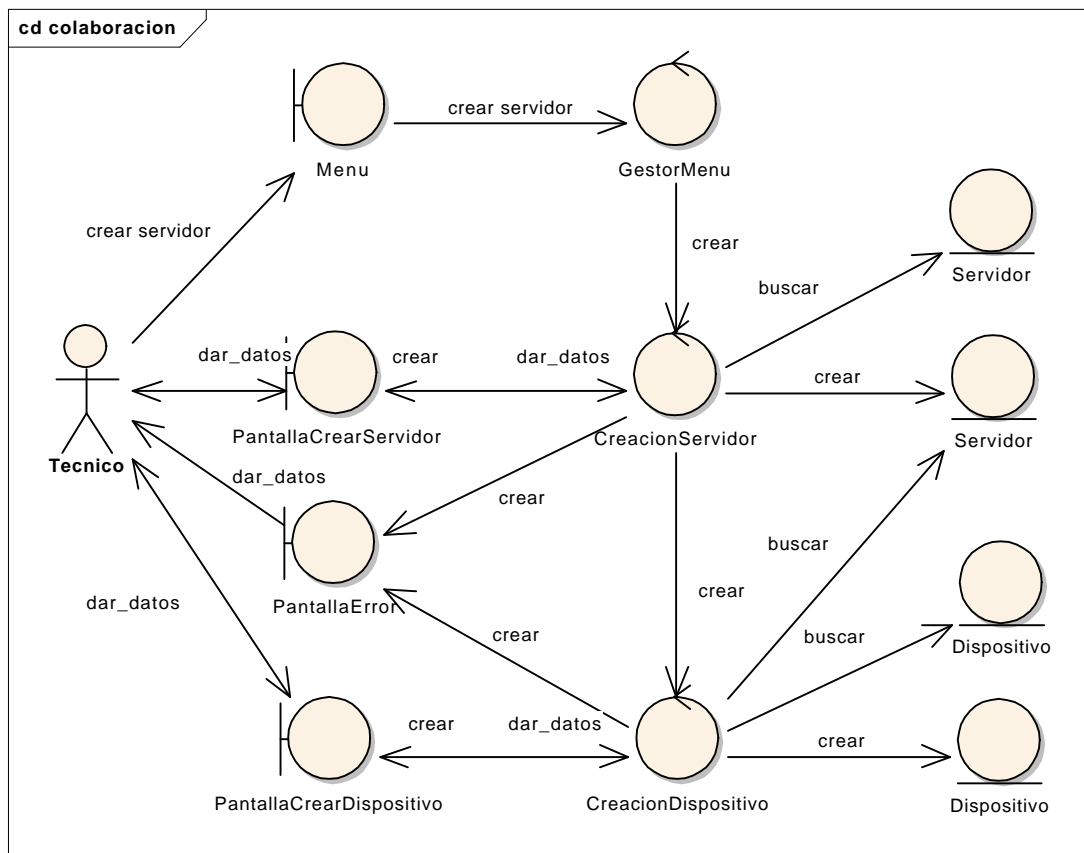 cd colaboracion
crear servidor
Menu
GestorMenu
crear servidor
crear
Servidor
buscar
dar_datos
crear
dar_datos
crear
Tecnico
PantallaCrearServidor
CreacionServidor
Servidor
dar_datos
crear
buscar
dar_datos
PantallaError
crear
crear
buscar
Dispositivo
crear
dar_datos
crear
PantallaCrearDispositivo
CreacionDispositivo
Dispositivo